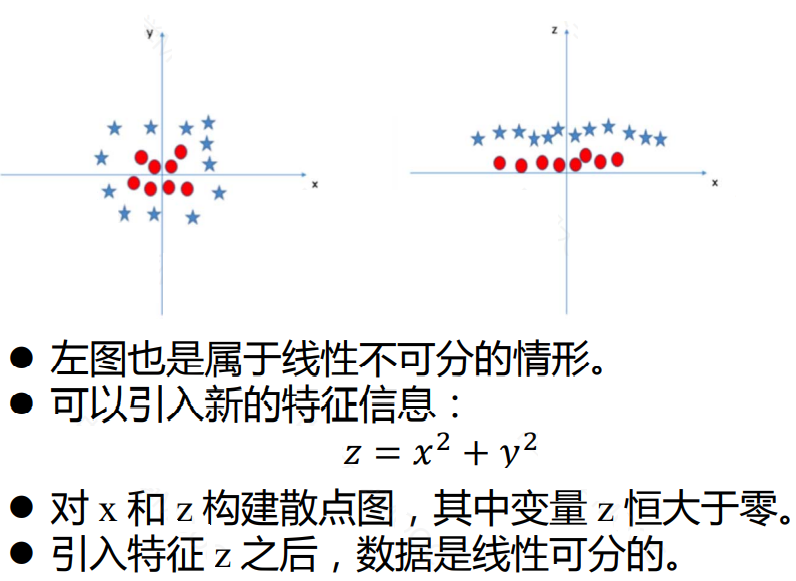 y
x
z
x
● 左图也是属于线性不可分的情形。
● 可以引入新的特征信息：
z = x² + y²
● 对 x 和 z 构建散点图，其中变量 z 恒大于零。
● 引入特征 z 之后，数据是线性可分的。